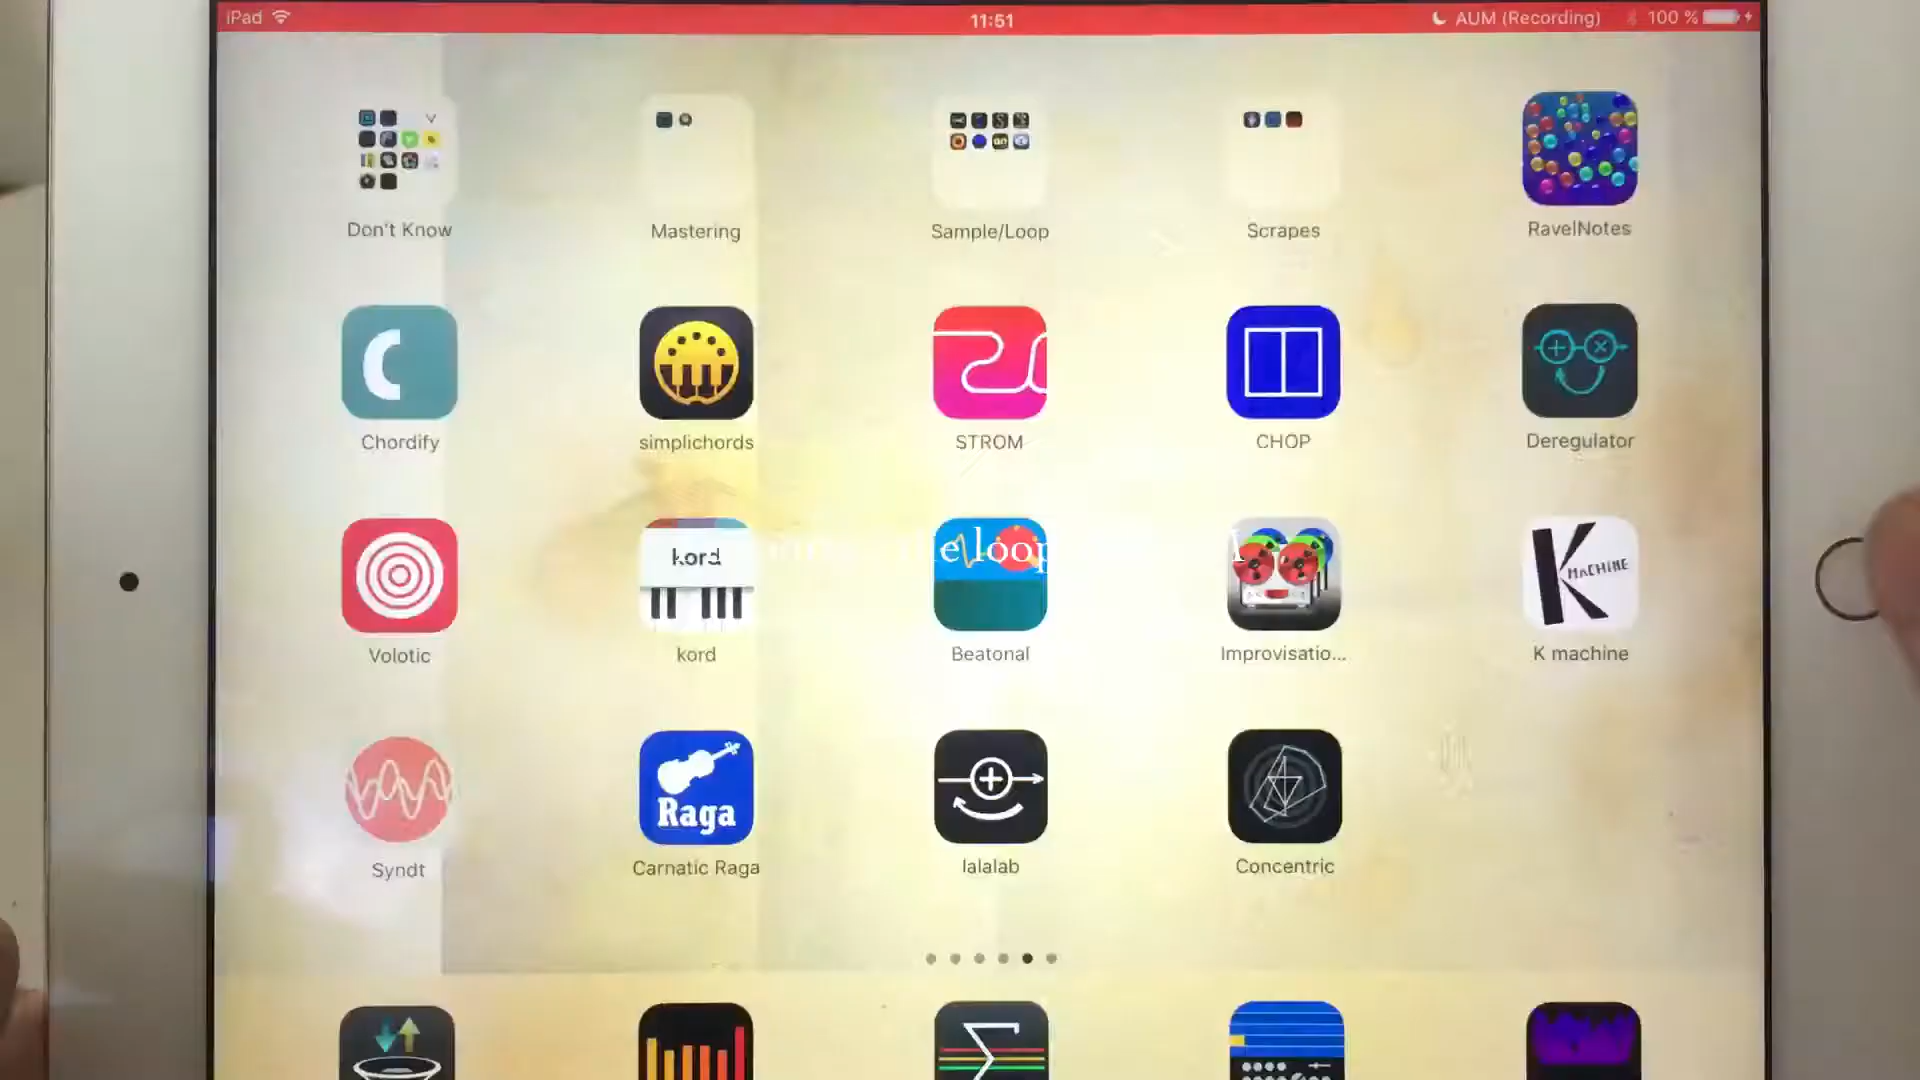 iPad 11:51 AUM (Recording) 100 %
Don't Know Mastering Sample/Loop Scrapes RavelNotes
Chordify simplichords STROM CHOP Deregulator
kord
loop
K MACHINE
Volotic kord Beatonal Improvisatio... K machine
Raga
Syndt Carnatic Raga lalalab Concentric